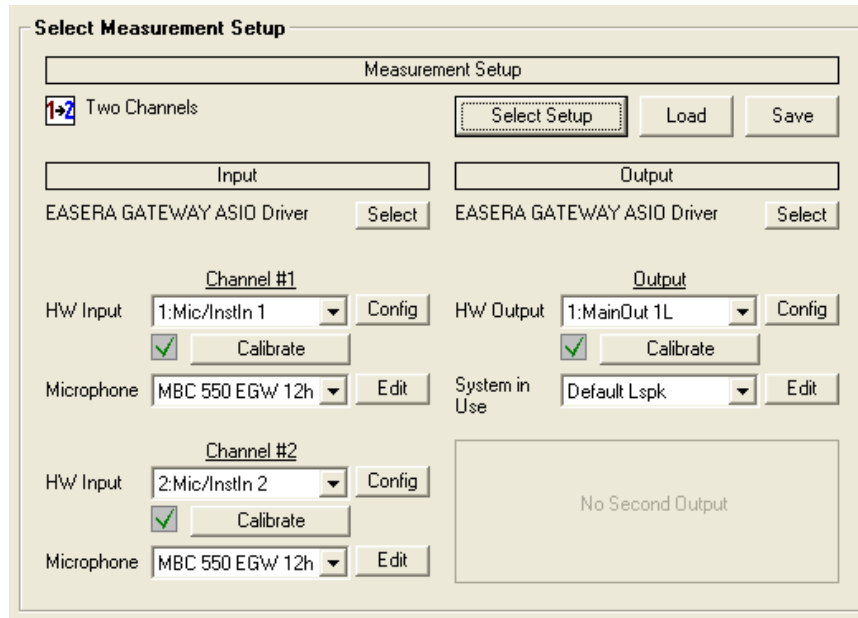 Select Measurement Setup
Measurement Setup
1→2 Two Channels
Select Setup Load Save
Input Output
EASERA GATEWAY ASIO Driver Select EASERA GATEWAY ASIO Driver Select
Channel #1 Output
HW Input 1:Mic/InstIn 1 Config HW Output 1:MainOut 1L Config
Calibrate Calibrate
Microphone MBC 550 EGW 12h Edit System in Use Default Lspk Edit
Channel #2
HW Input 2:Mic/InstIn 2 Config
No Second Output
Calibrate
Microphone MBC 550 EGW 12h Edit